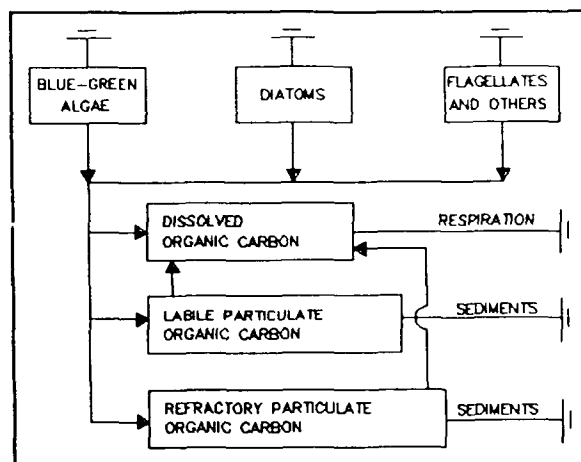 BLUE-GREEN
ALGAE
DIATOMS
FLAGELLATES
AND OTHERS
DISSOLVED
ORGANIC CARBON
RESPIRATION
LABILE PARTICULATE
ORGANIC CARBON
SEDIMENTS
REFRACTORY PARTICULATE
ORGANIC CARBON
SEDIMENTS